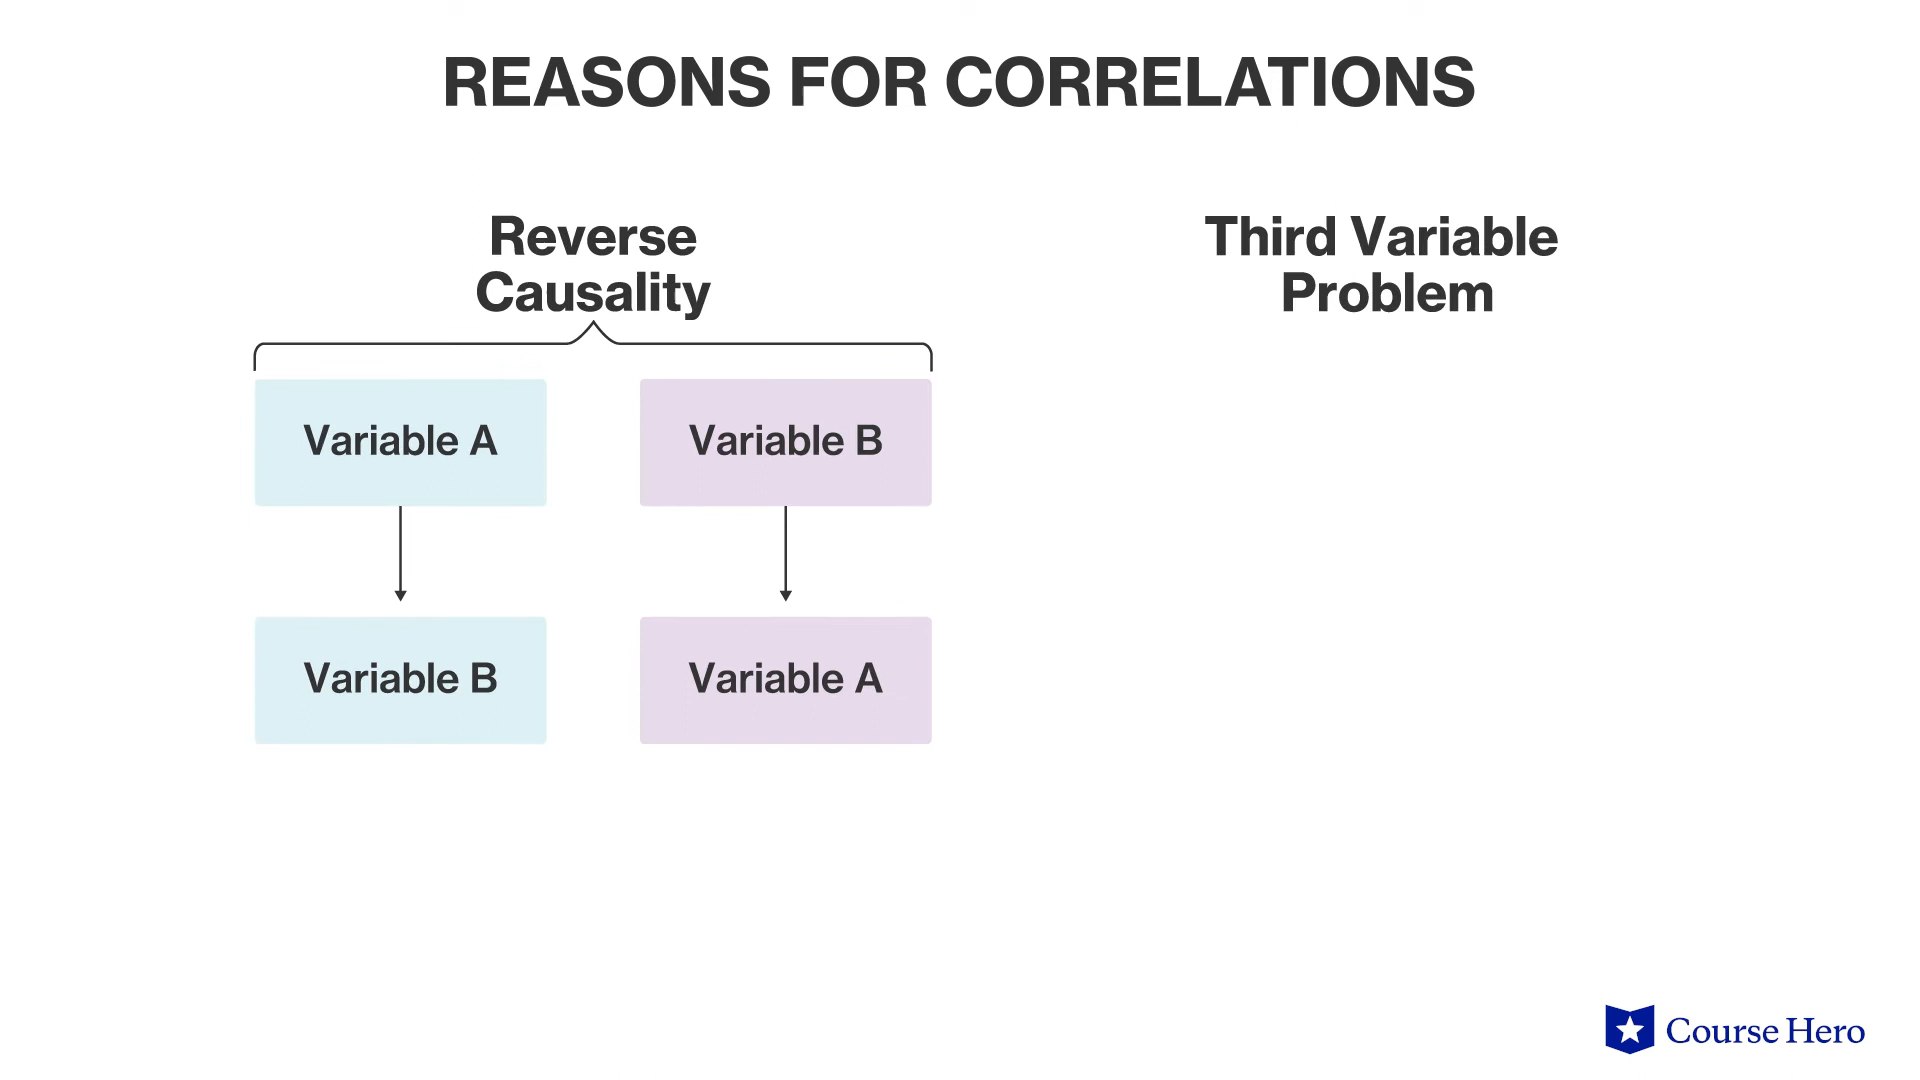 REASONS FOR CORRELATIONS
Reverse
Causality
Variable A
Variable B
Variable B
Variable A
Third Variable
Problem
Course Hero